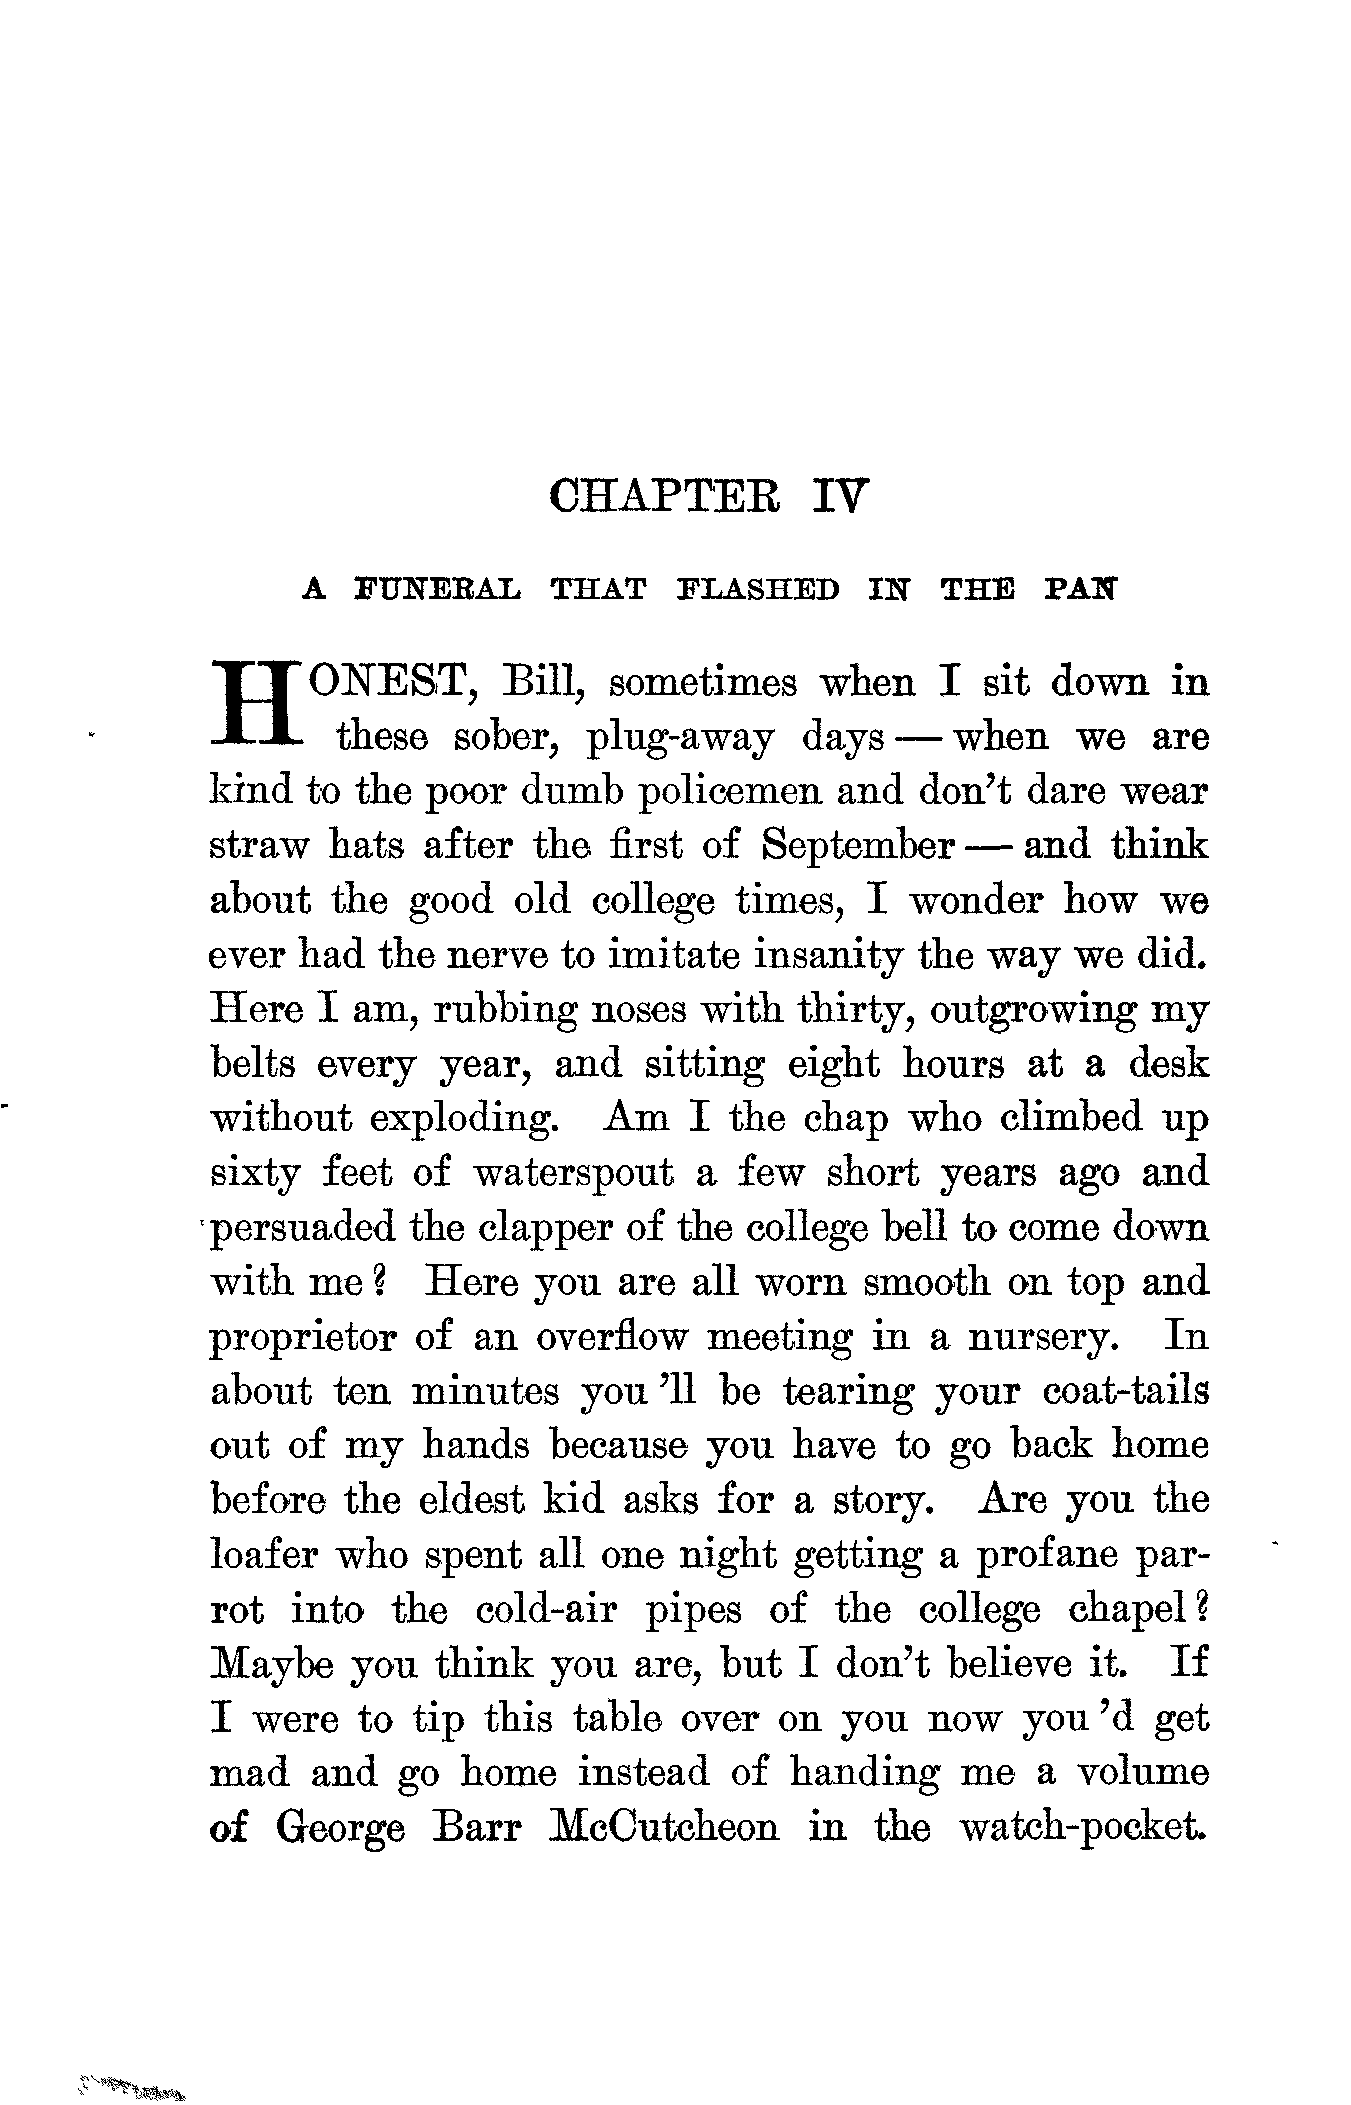 CHAPTER IV
A FUNERAL THAT FLASHED IN THE PAN
HONEST, Bill, sometimes when I sit down in
these sober, plug-away days — when we are
kind to the poor dumb policemen and don't dare wear
straw hats after the first of September — and think
about the good old college times, I wonder how we
ever had the nerve to imitate insanity the way we did.
Here I am, rubbing noses with thirty, outgrowing my
belts every year, and sitting eight hours at a desk
without exploding. Am I the chap who climbed up
sixty feet of waterspout a few short years ago and
persuaded the clapper of the college bell to come down
with me? Here you are all worn smooth on top and
proprietor of an overflow meeting in a nursery. In
about ten minutes you 'll be tearing your coat-tails
out of my hands because you have to go back home
before the eldest kid asks for a story. Are you the
loafer who spent all one night getting a profane par-
rot into the cold-air pipes of the college chapel?
Maybe you think you are, but I don't believe it. If
I were to tip this table over on you now you 'd get
mad and go home instead of handing me a volume
of George Barr McCutcheon in the watch-pocket.